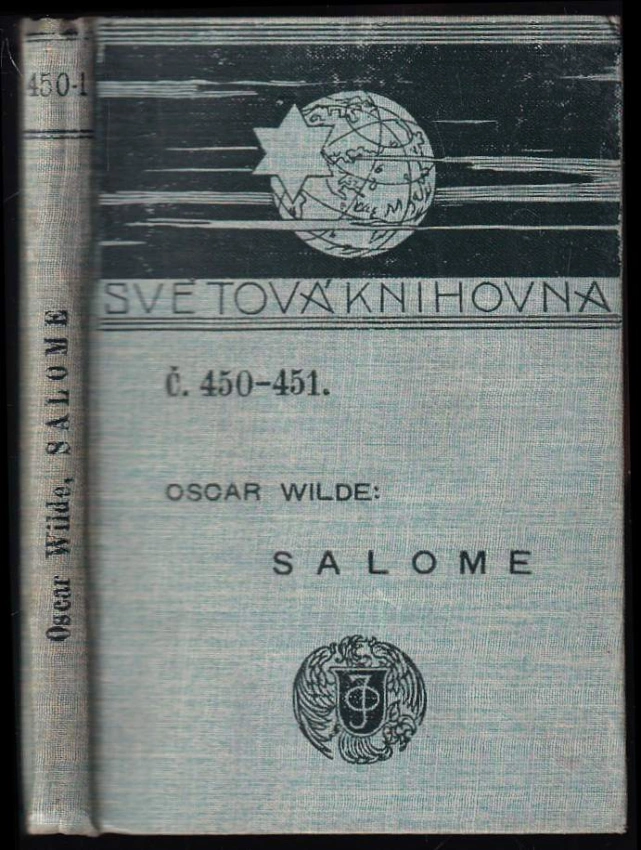 450-1
Oscar Wilde, SALOME
SVĚTOVÁ KNIHOVNA
Č. 450-451.
OSCAR WILDE:
SALOME